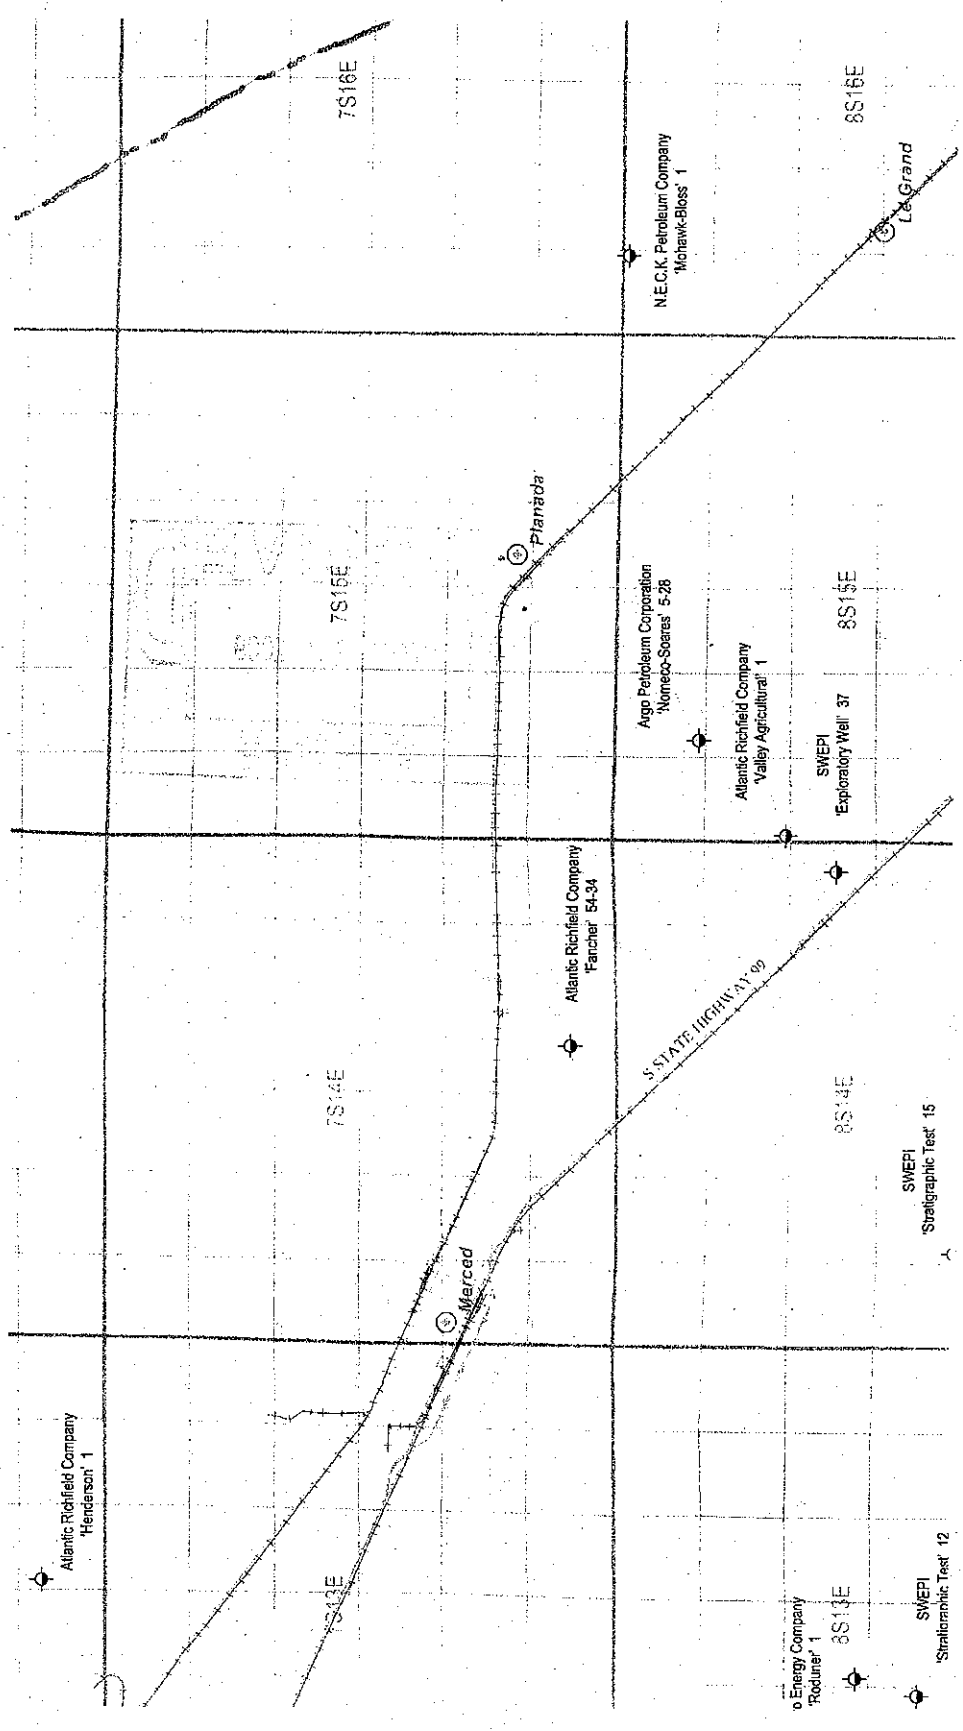 7S16E
8S16E
N.E.C.K. Petroleum Company
'Mohawk-Bloss' 1
Le Grand
Planada
7S15E
Argo Petroleum Corporation
'Nomeco-Soares' 5-28
8S15E
Atlantic Richfield Company
'Valley Agricultural' 1
SWEPI
'Exploratory Well' 37
Atlantic Richfield Company
'Fancher' 54-34
S STATE HIGHWAY 99
7S14E
8S14E
SWEPI
'Stratigraphic Test' 15
Merced
Atlantic Richfield Company
'Henderson' 1
7S13E
8S13E
o Energy Company
'Roduner' 1
SWEPI
'Stratigraphic Test' 12